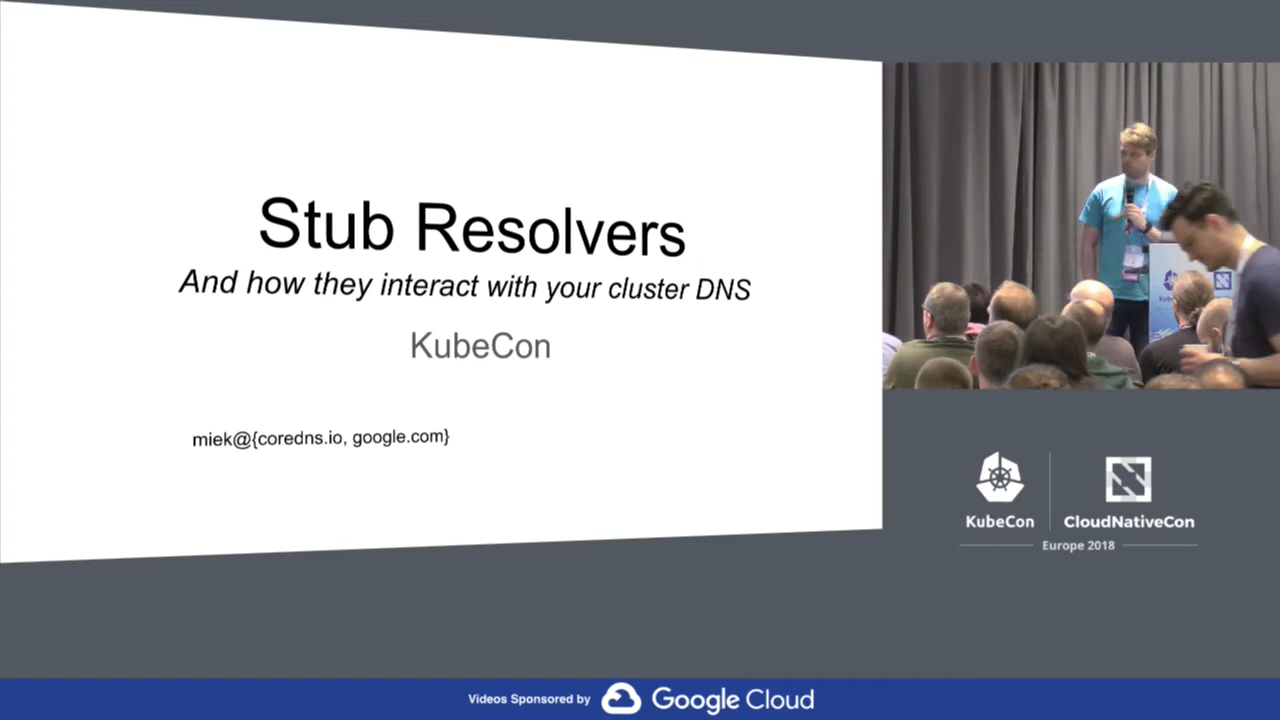 Stub Resolvers
And how they interact with your cluster DNS
KubeCon
miek@{coredns.io, google.com}
KubeCon
CloudNativeCon
Europe 2018
Videos Sponsored by Google Cloud